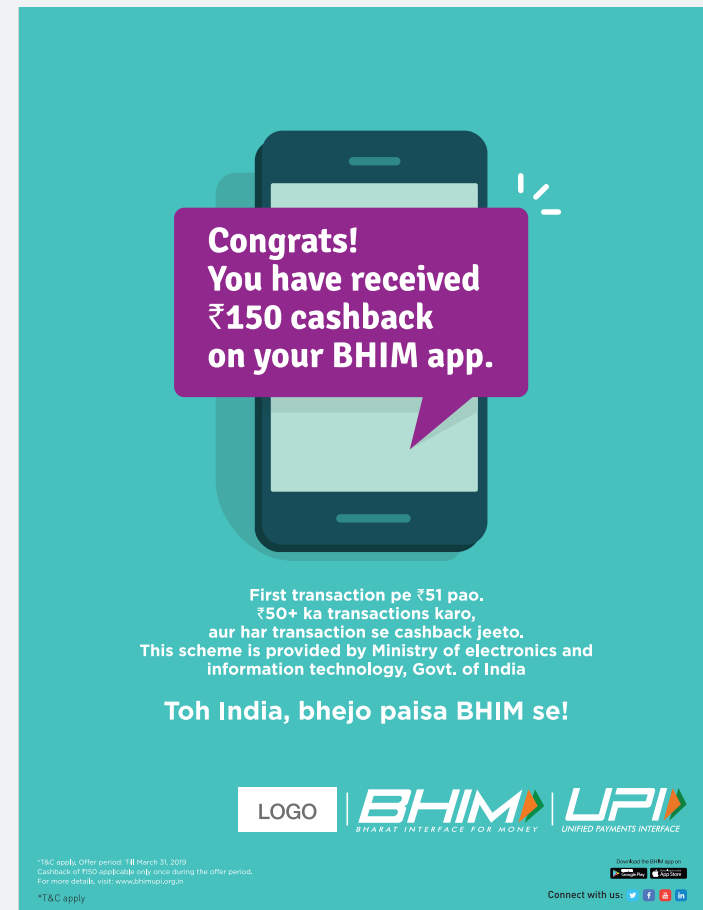 Congrats!
You have received
₹150 cashback
on your BHIM app.
First transaction pe ₹51 pao.
₹50+ ka transactions karo,
aur har transaction se cashback jeeto.
This scheme is provided by Ministry of electronics and
information technology, Govt. of India
Toh India, bhejo paisa BHIM se!
LOGO
BHIM
BHARAT INTERFACE FOR MONEY
UPI
UNIFIED PAYMENTS INTERFACE
*T&C apply. Offer period: Till March 31, 2019
Cashback of ₹150 applicable only once during the offer period.
For more details, visit: www.bhimupi.org.in
*T&C apply
Download the BHIM app on
Google Play
App Store
Connect with us: